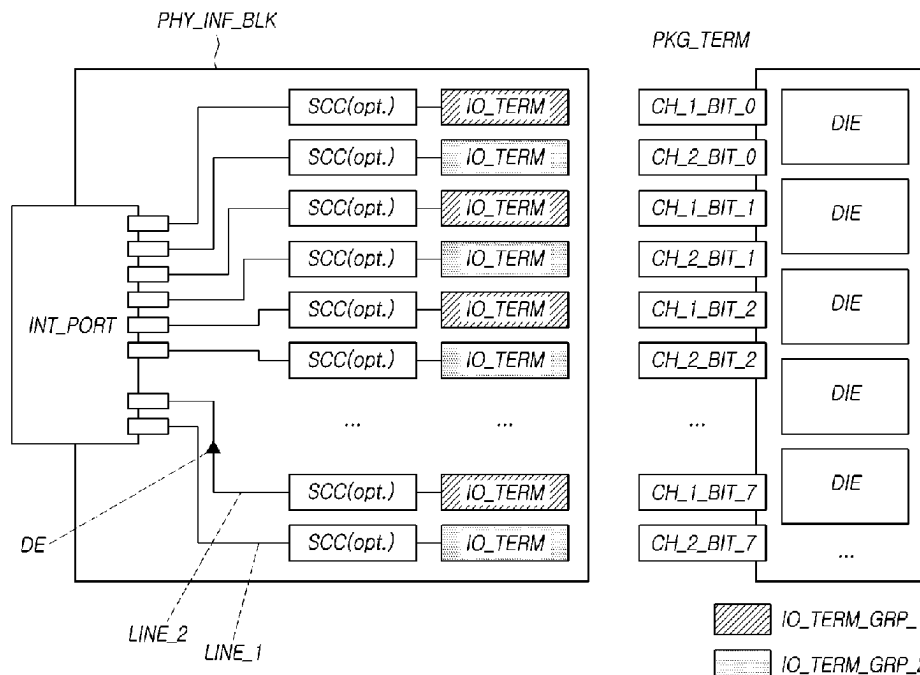 PHY_INF_BLK
PKG_TERM
SCC(opt.) IO_TERM CH_1_BIT_0 DIE
SCC(opt.) IO_TERM CH_2_BIT_0
SCC(opt.) IO_TERM CH_1_BIT_1 DIE
SCC(opt.) IO_TERM CH_2_BIT_1
INT_PORT SCC(opt.) IO_TERM CH_1_BIT_2 DIE
SCC(opt.) IO_TERM CH_2_BIT_2 DIE
... ... ...
SCC(opt.) IO_TERM CH_1_BIT_7 DIE
DE SCC(opt.) IO_TERM CH_2_BIT_7 ...
LINE_2
LINE_1
IO_TERM_GRP_
IO_TERM_GRP_2